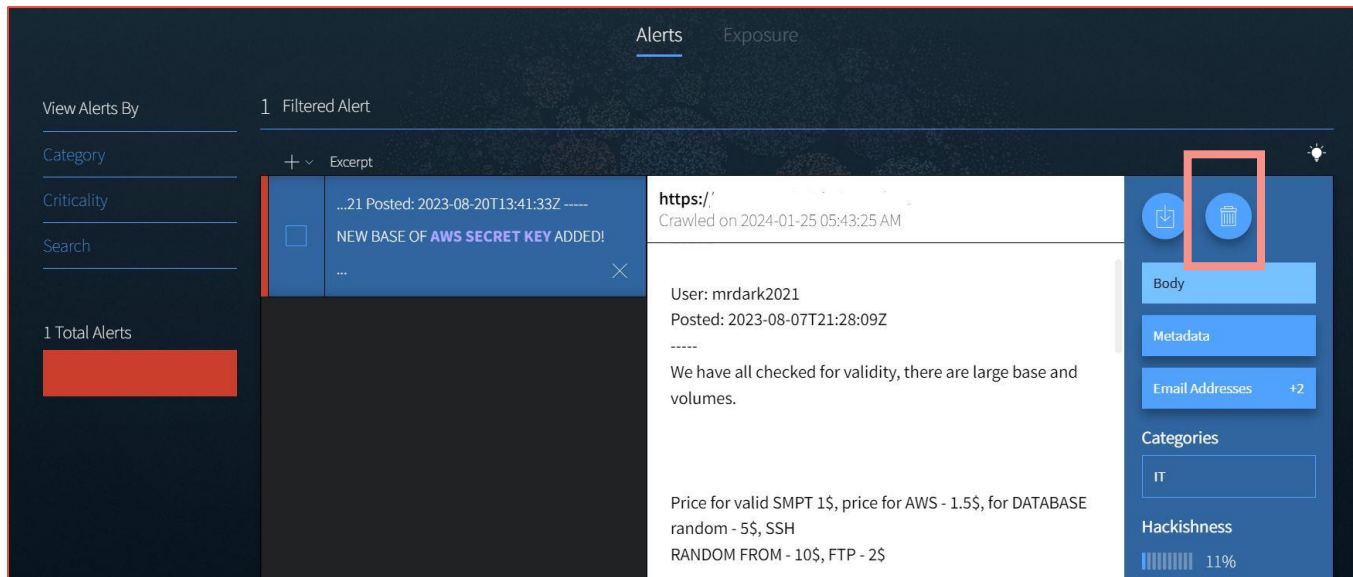 Alerts
Exposure
View Alerts By
Category
Criticality
Search
1 Total Alerts
1 Filtered Alert
Excerpt
...21 Posted: 2023-08-20T13:41:33Z -----
NEW BASE OF AWS SECRET KEY ADDED!
...
https:/
Crawled on 2024-01-25 05:43:25 AM
User: mrdark2021
Posted: 2023-08-07T21:28:09Z
-----
We have all checked for validity, there are large base and
volumes.
Price for valid SMPT 1$, price for AWS - 1.5$, for DATABASE
random - 5$, SSH
RANDOM FROM - 10$, FTP - 2$
Body
Metadata
Email Addresses +2
Categories
IT
Hackishness
11%